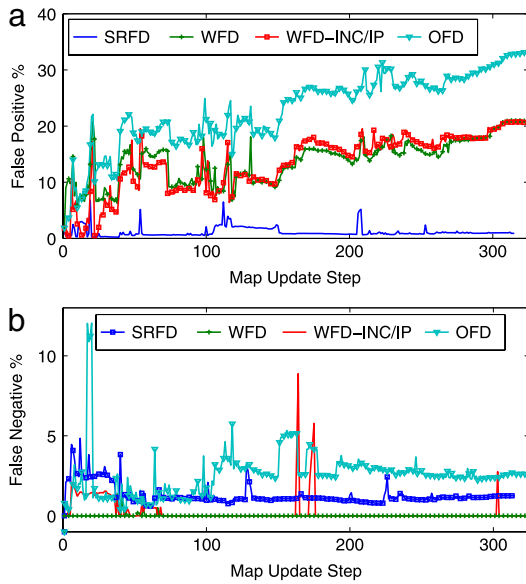 a
SRFD WFD WFD-INC/IP OFD
False Positive %
40
30
20
10
0
0 100 200 300
Map Update Step
b
SRFD WFD WFD-INC/IP OFD
False Negative %
10
5
0
0 100 200 300
Map Update Step